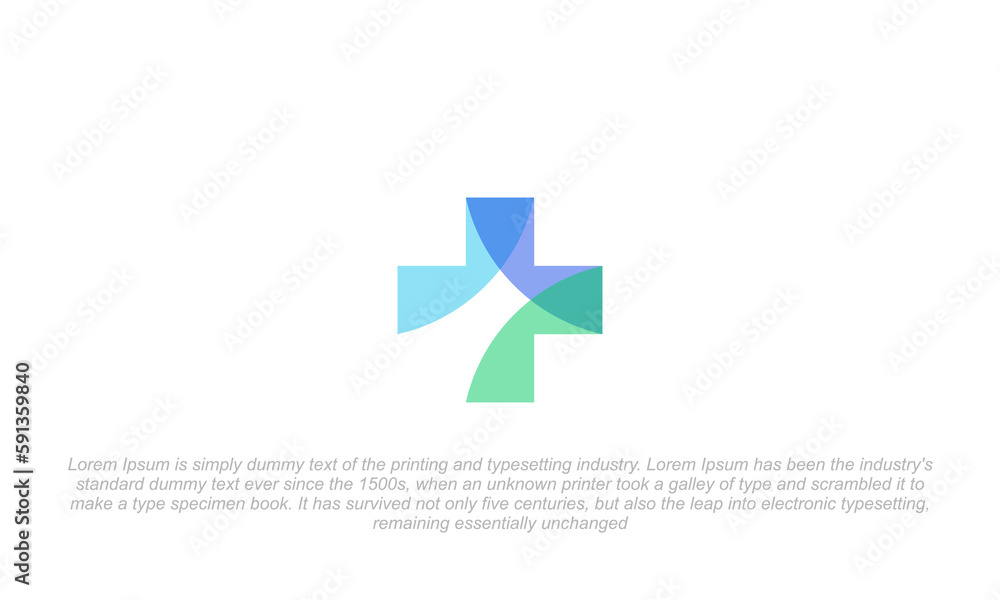 Lorem Ipsum is simply dummy text of the printing and typesetting industry. Lorem Ipsum has been the industry's
standard dummy text ever since the 1500s, when an unknown printer took a galley of type and scrambled it to
make a type specimen book. It has survived not only five centuries, but also the leap into electronic typesetting,
remaining essentially unchanged
Adobe Stock | #591359840